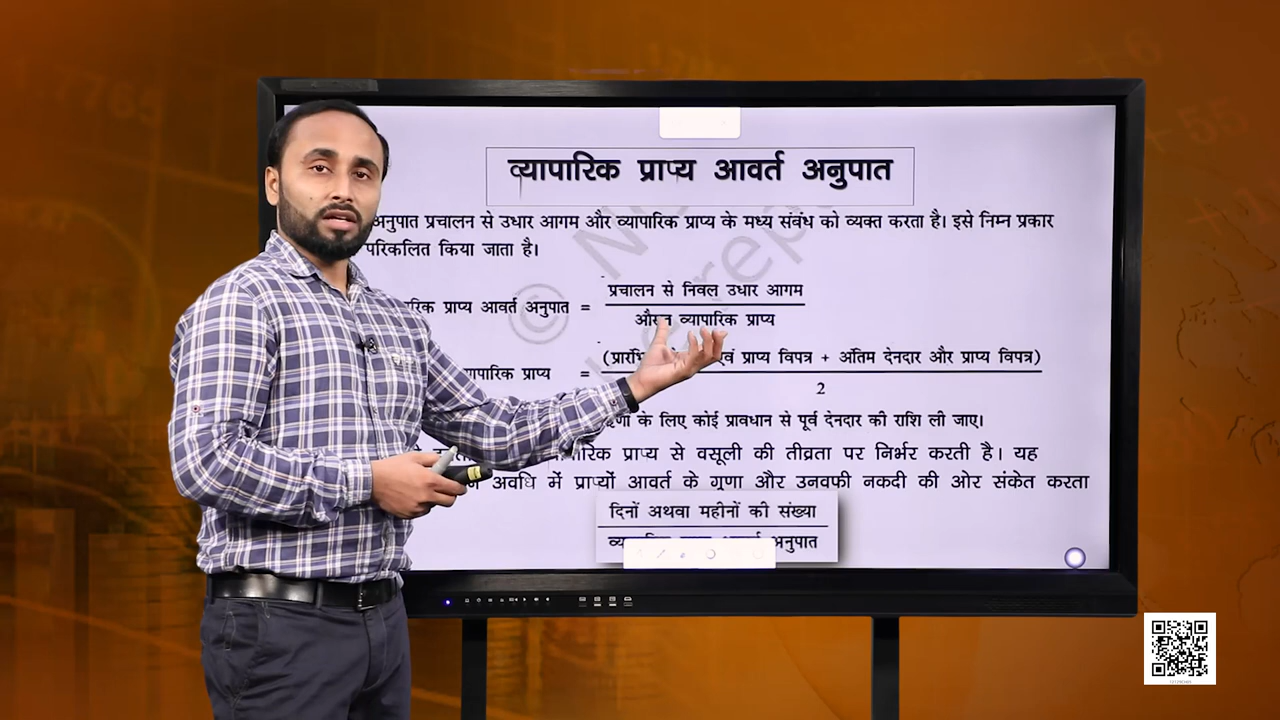 व्यापारिक प्राप्य आवर्त अनुपात
अनुपात प्रचालन से उधार आगम और व्यापारिक प्राप्य के मध्य संबंध को व्यक्त करता है। इसे निम्न प्रकार
परिकलित किया जाता है।
प्राप्य आवर्त अनुपात = प्रचालन से निवल उधार आगम
औसत व्यापारिक प्राप्य
प्राप्य = एवं प्राप्य विपत्र + अंतिम देनदार और प्राप्य विपत्र)
2
के लिए कोई प्रावधान से पूर्व देनदार की राशि ली जाए।
प्राप्य से वसूली की तीव्रता पर निर्भर करती है। यह
अवधि में प्राप्यों आवर्त के गुणा और उनवफी नकदी की ओर संकेत करता
दिनों अथवा महीनों की संख्या
अनुपात